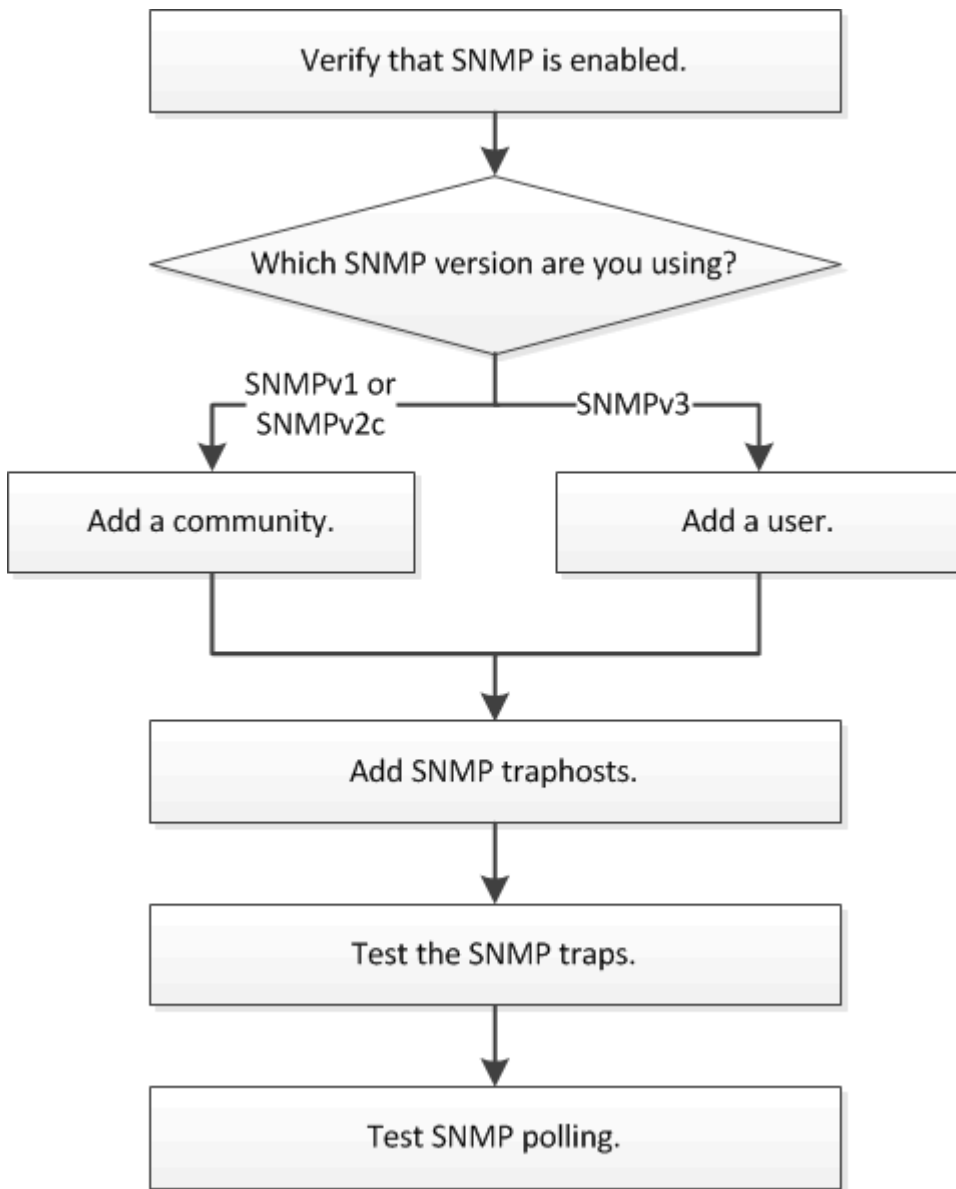 Verify that SNMP is enabled.
Which SNMP version are you using?
SNMPv1 or
SNMPv2c
SNMPv3
Add a community.
Add a user.
Add SNMP traphosts.
Test the SNMP traps.
Test SNMP polling.